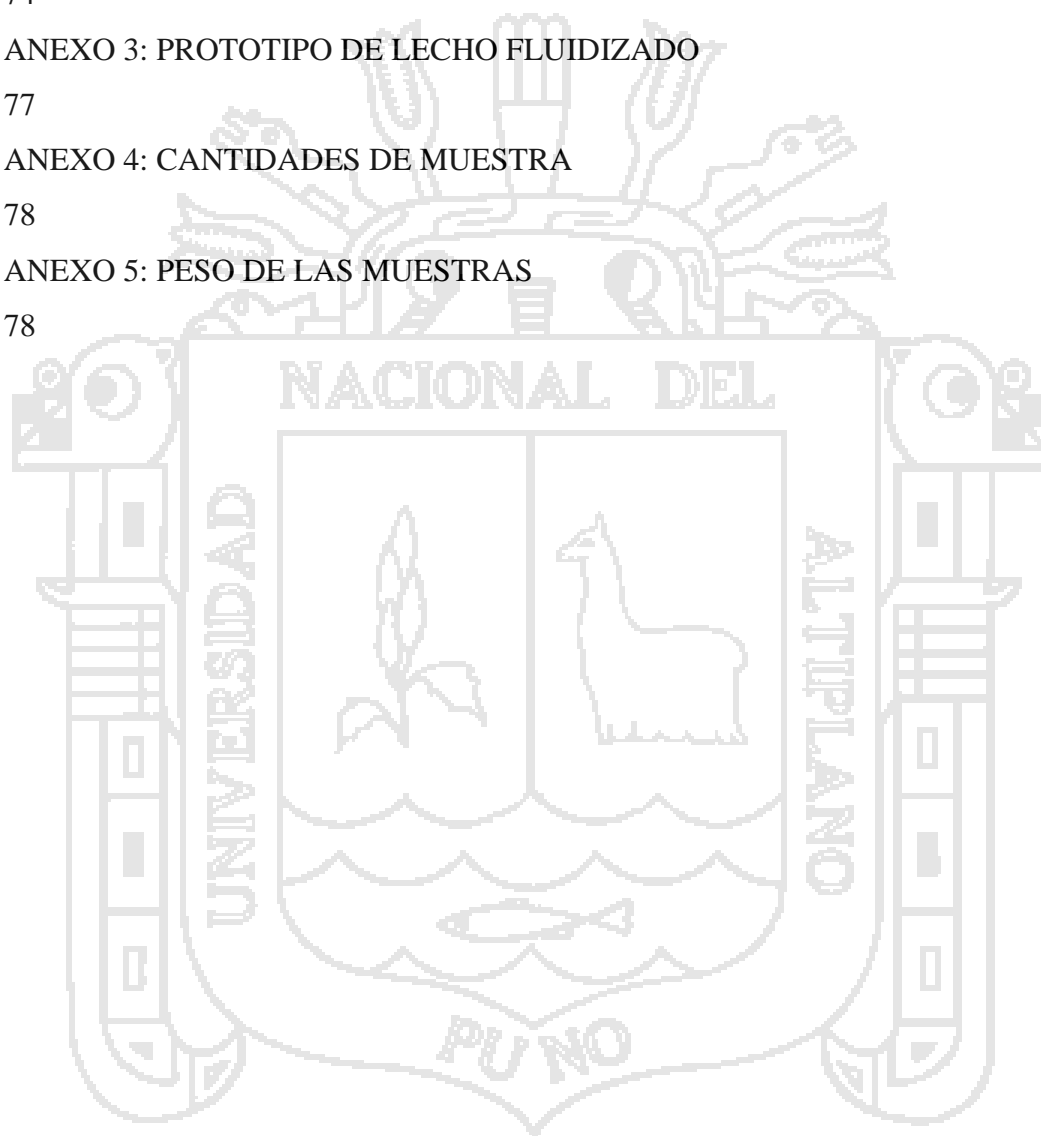 ANEXO 3: PROTOTIPO DE LECHO FLUIDIZADO
77
ANEXO 4: CANTIDADES DE MUESTRA
78
ANEXO 5: PESO DE LAS MUESTRAS
78
NACIONAL DEL
UNIVERSIDAD
ALTIPLANO
PUNO